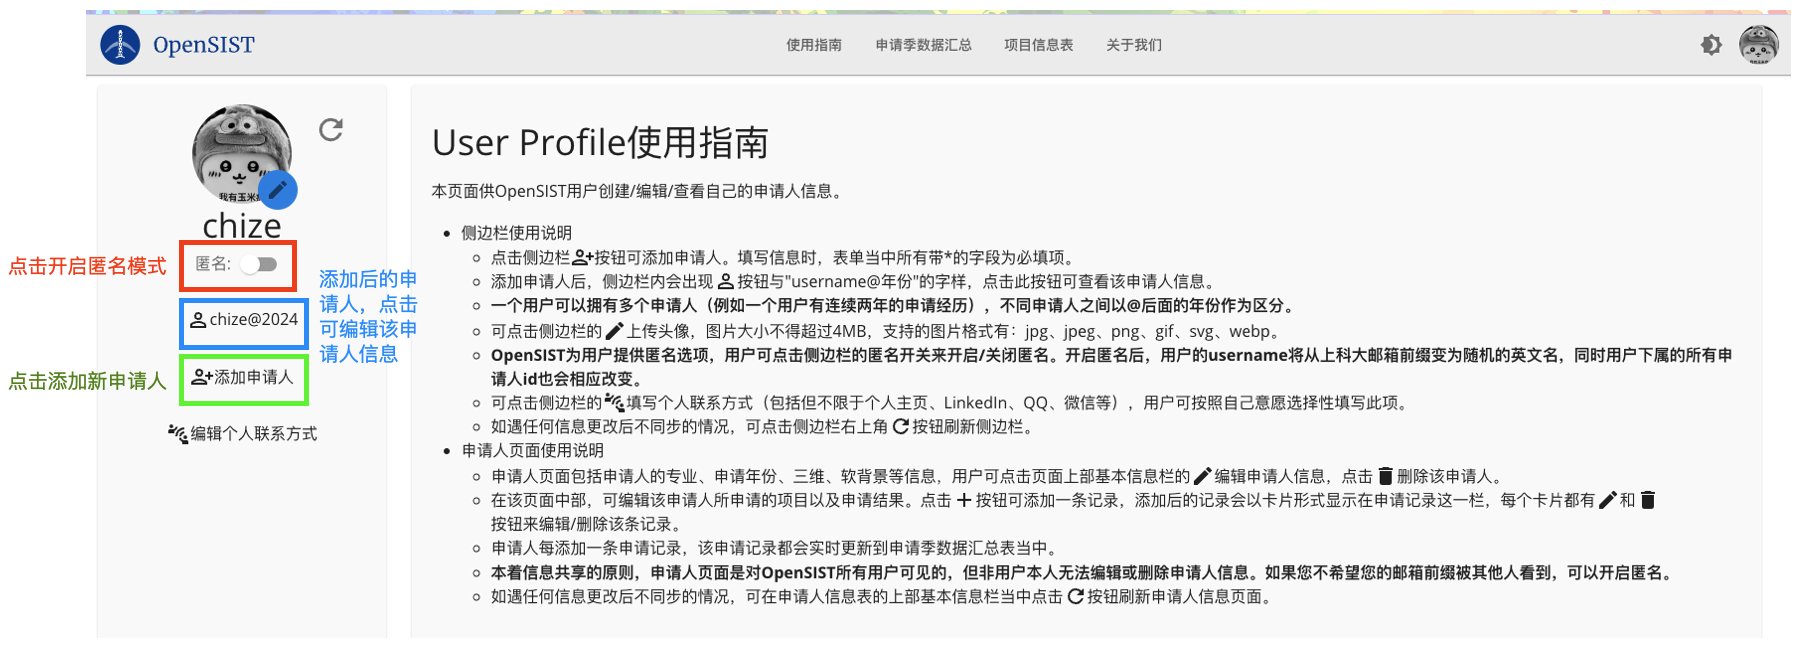 OpenSIST
使用指南 申请季数据汇总 项目信息表 关于我们
我有玉米
chize
点击开启匿名模式
匿名:
添加后的申
请人，点击
可编辑该申
请人信息
chize@2024
点击添加新申请人
添加申请人
编辑个人联系方式
User Profile使用指南
本页面供OpenSIST用户创建/编辑/查看自己的申请人信息。
侧边栏使用说明
点击侧边栏按钮可添加申请人。填写信息时，表单当中所有带*的字段为必填项。
添加申请人后，侧边栏内会出现按钮与"username@年份"的字样，点击此按钮可查看该申请人信息。
一个用户可以拥有多个申请人（例如一个用户有连续两年的申请经历），不同申请人之间以@后面的年份作为区分。
可点击侧边栏的上传头像，图片大小不得超过4MB，支持的图片格式有：jpg、jpeg、png、gif、svg、webp。
OpenSIST为用户提供匿名选项，用户可点击侧边栏的匿名开关来开启/关闭匿名。开启匿名后，用户的username将从上科大邮箱前缀变为随机的英文名，同时用户下属的所有申
请人id也会相应改变。
可点击侧边栏的填写个人联系方式（包括但不限于个人主页、LinkedIn、QQ、微信等），用户可按照自己意愿选择性填写此项。
如遇任何信息更改后不同步的情况，可点击侧边栏右上角按钮刷新侧边栏。
申请人页面使用说明
申请人页面包括申请人的专业、申请年份、三维、软背景等信息，用户可点击页面上部基本信息栏的编辑申请人信息，点击删除该申请人。
在该页面中部，可编辑该申请人所申请的项目以及申请结果。点击按钮可添加一条记录，添加后的记录会以卡片形式显示在申请记录这一栏，每个卡片都有和
按钮来编辑/删除该条记录。
申请人每添加一条申请记录，该申请记录都会实时更新到申请季数据汇总表当中。
本着信息共享的原则，申请人页面是对OpenSIST所有用户可见的，但非用户本人无法编辑或删除申请人信息。如果您不希望您的邮箱前缀被其他人看到，可以开启匿名。
如遇任何信息更改后不同步的情况，可在申请人信息表的上部基本信息栏当中点击按钮刷新申请人信息页面。